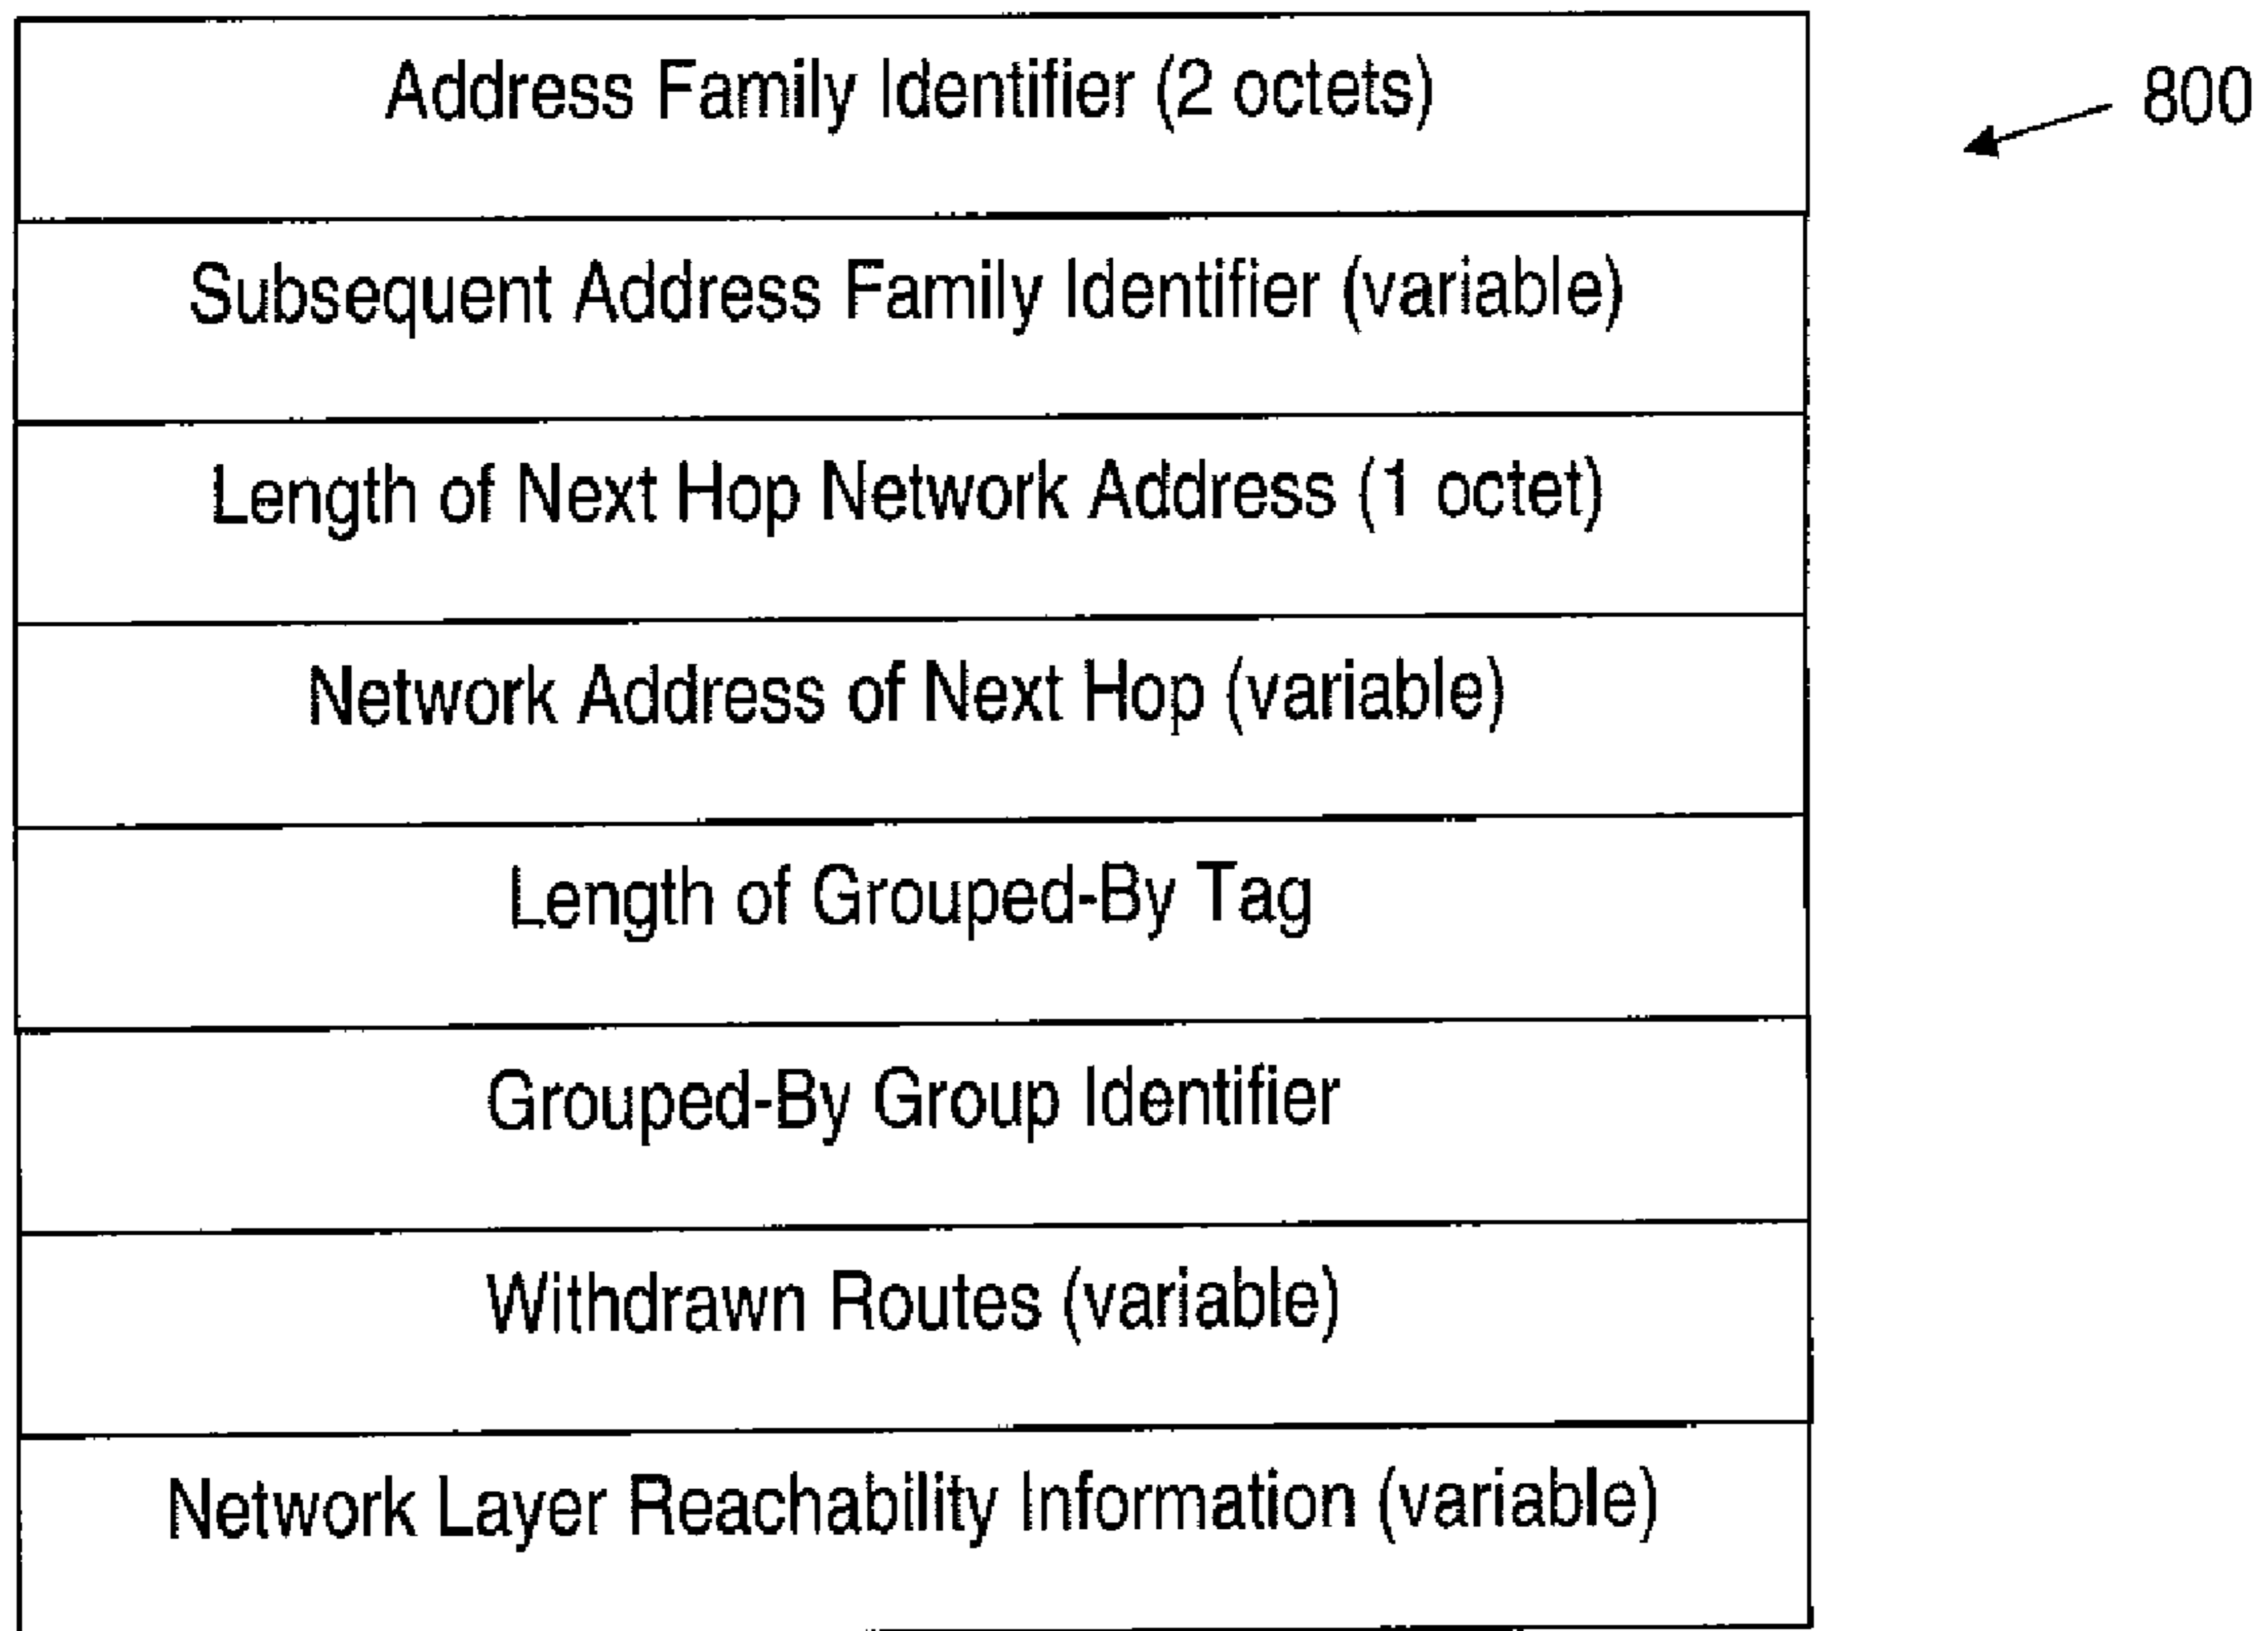 Address Family Identifier (2 octets)
800
Subsequent Address Family Identifier (variable)
Length of Next Hop Network Address (1 octet)
Network Address of Next Hop (variable)
Length of Grouped-By Tag
Grouped-By Group Identifier
Withdrawn Routes (variable)
Network Layer Reachability Information (variable)